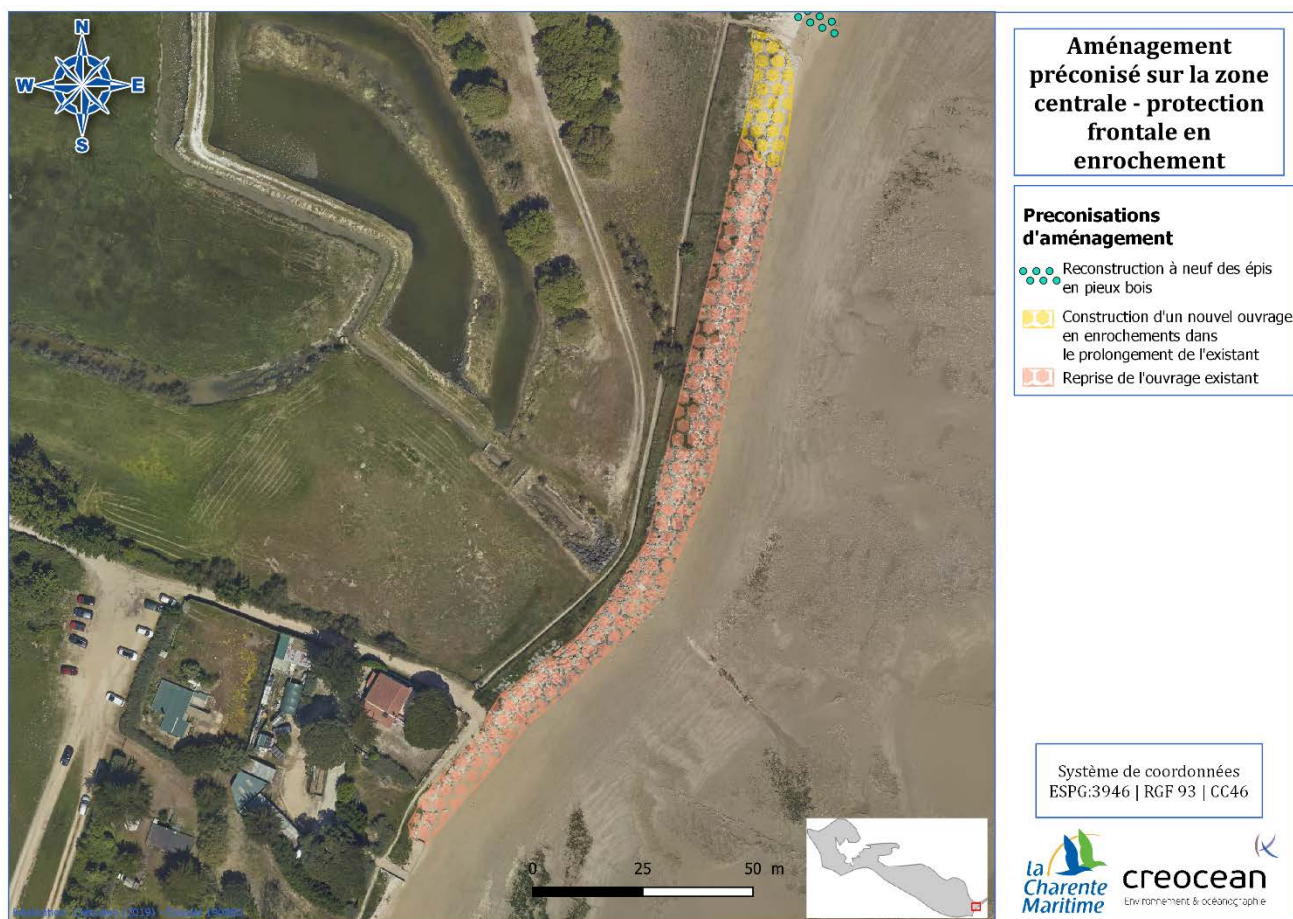 N
W
E
S
Aménagement
préconisé sur la zone
centrale - protection
frontale en
enrochement
Preconisations
d'aménagement
Reconstruction à neuf des épis
en pieux bois
Construction d'un nouvel ouvrage
en enrochements dans
le prolongement de l'existant
Reprise de l'ouvrage existant
Système de coordonnées
ESPG:3946 | RGF 93 | CC46
0 25 50 m
la
Charente
Maritime
creocean
Environnement & océanographie